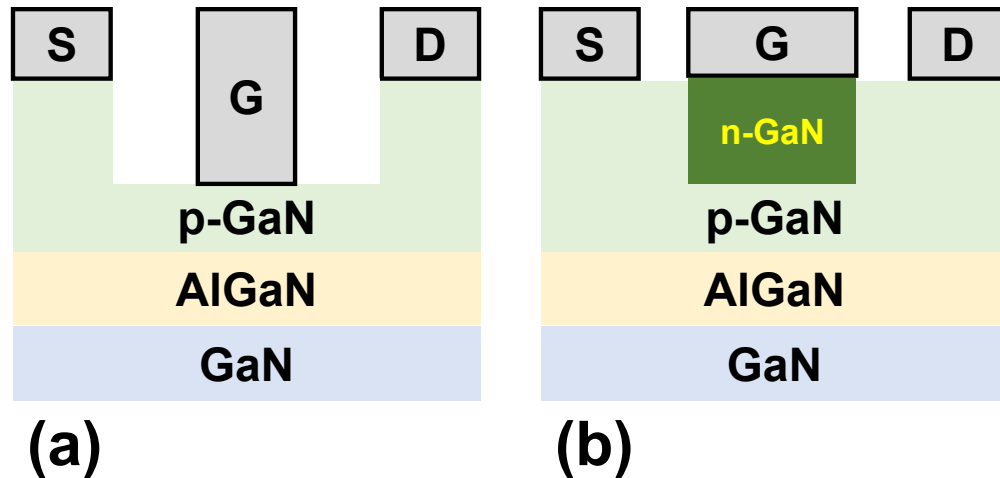 S G D
p-GaN
AlGaN
GaN
(a)
S G D
n-GaN
p-GaN
AlGaN
GaN
(b)